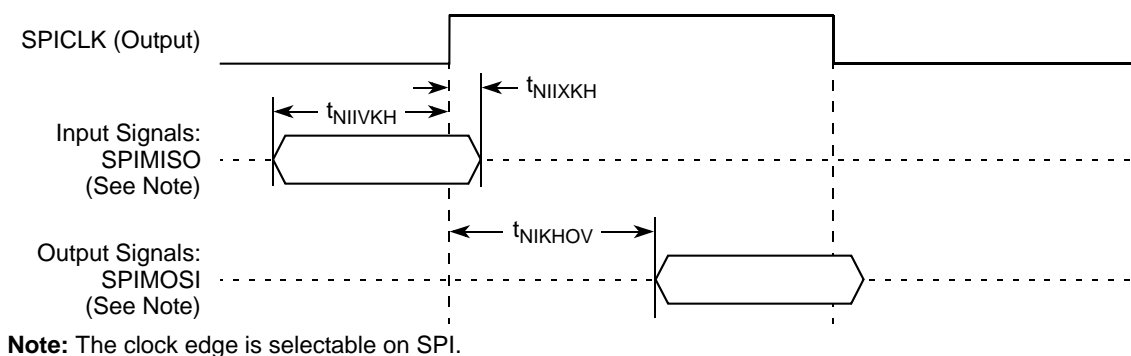 SPICLK (Output)
tNIIXKH
tNIIVKH
Input Signals:
SPIMISO
(See Note)
tNIKHOV
Output Signals:
SPIMOSI
(See Note)
Note: The clock edge is selectable on SPI.